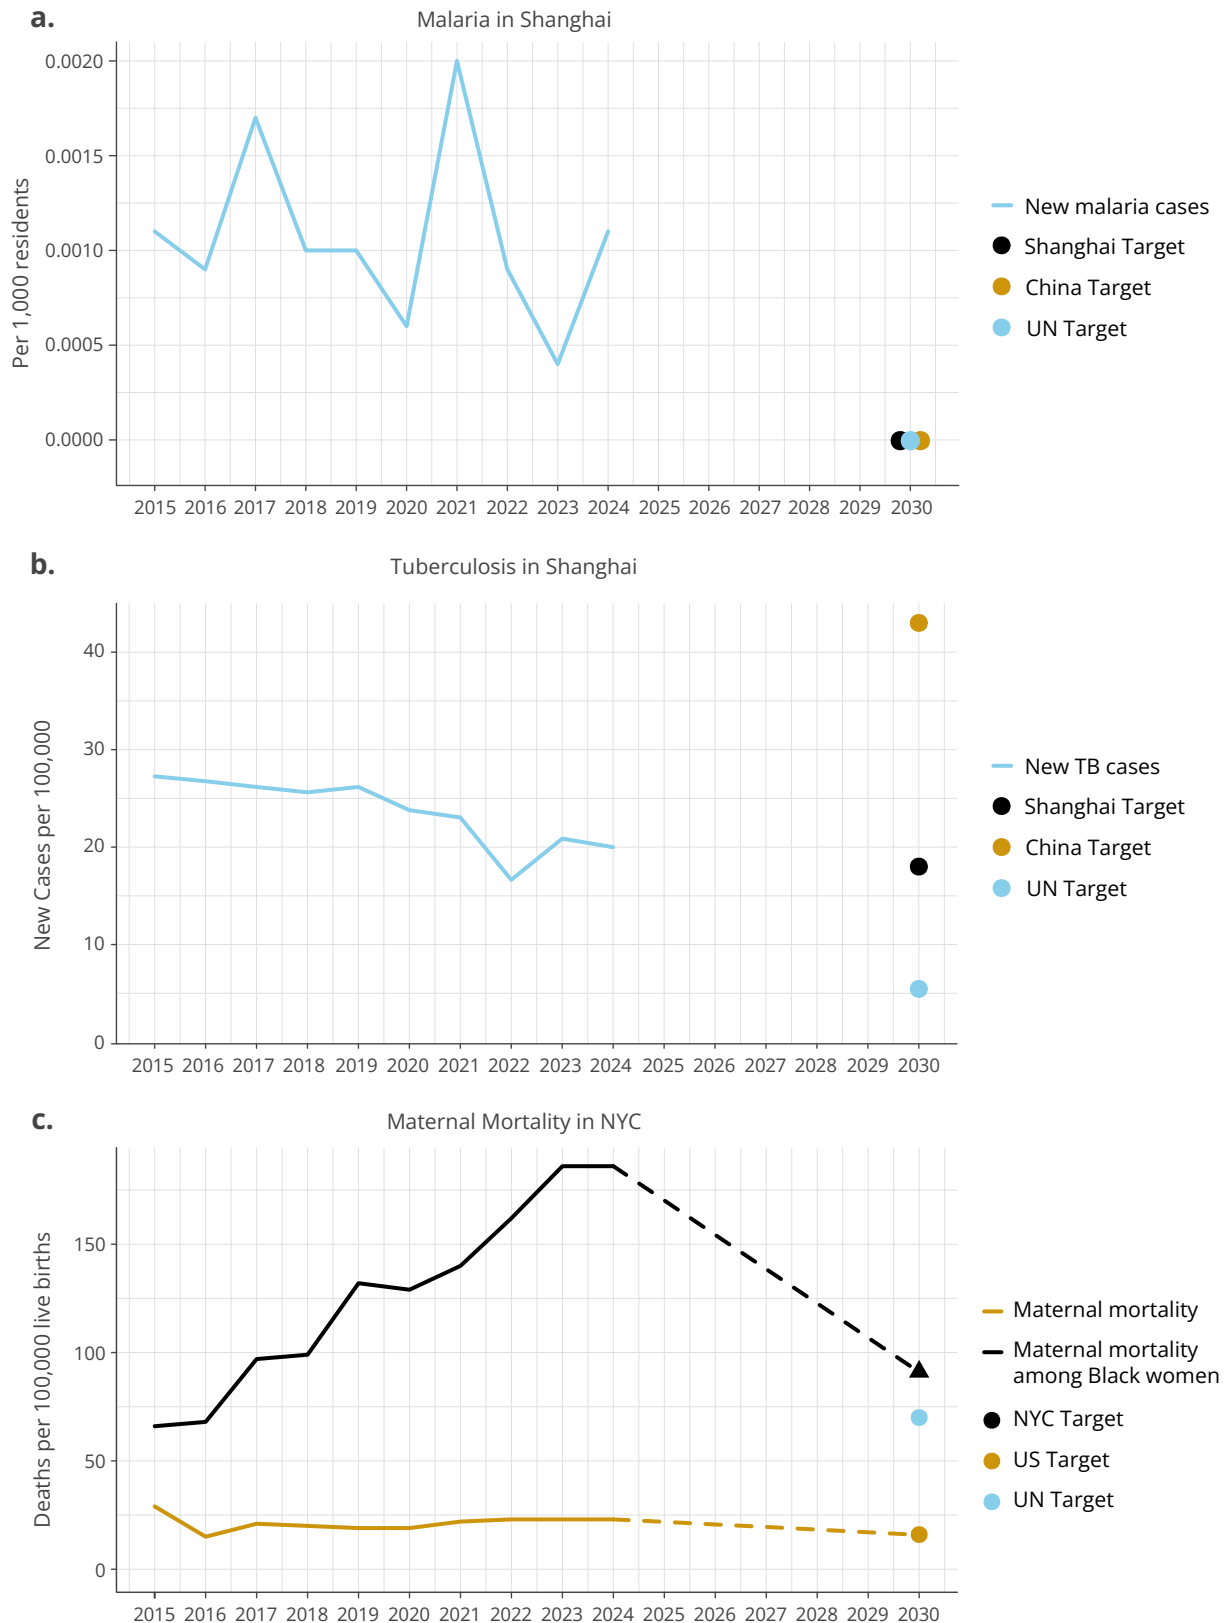 a.
Malaria in Shanghai
Per 1,000 residents
0.0020
0.0015
0.0010
0.0005
0.0000
2015 2016 2017 2018 2019 2020 2021 2022 2023 2024 2025 2026 2027 2028 2029 2030
New malaria cases
Shanghai Target
China Target
UN Target
b.
Tuberculosis in Shanghai
New Cases per 100,000
40
30
20
10
0
2015 2016 2017 2018 2019 2020 2021 2022 2023 2024 2025 2026 2027 2028 2029 2030
New TB cases
Shanghai Target
China Target
UN Target
c.
Maternal Mortality in NYC
Deaths per 100,000 live births
150
100
50
0
2015 2016 2017 2018 2019 2020 2021 2022 2023 2024 2025 2026 2027 2028 2029 2030
Maternal mortality
Maternal mortality
among Black women
NYC Target
US Target
UN Target